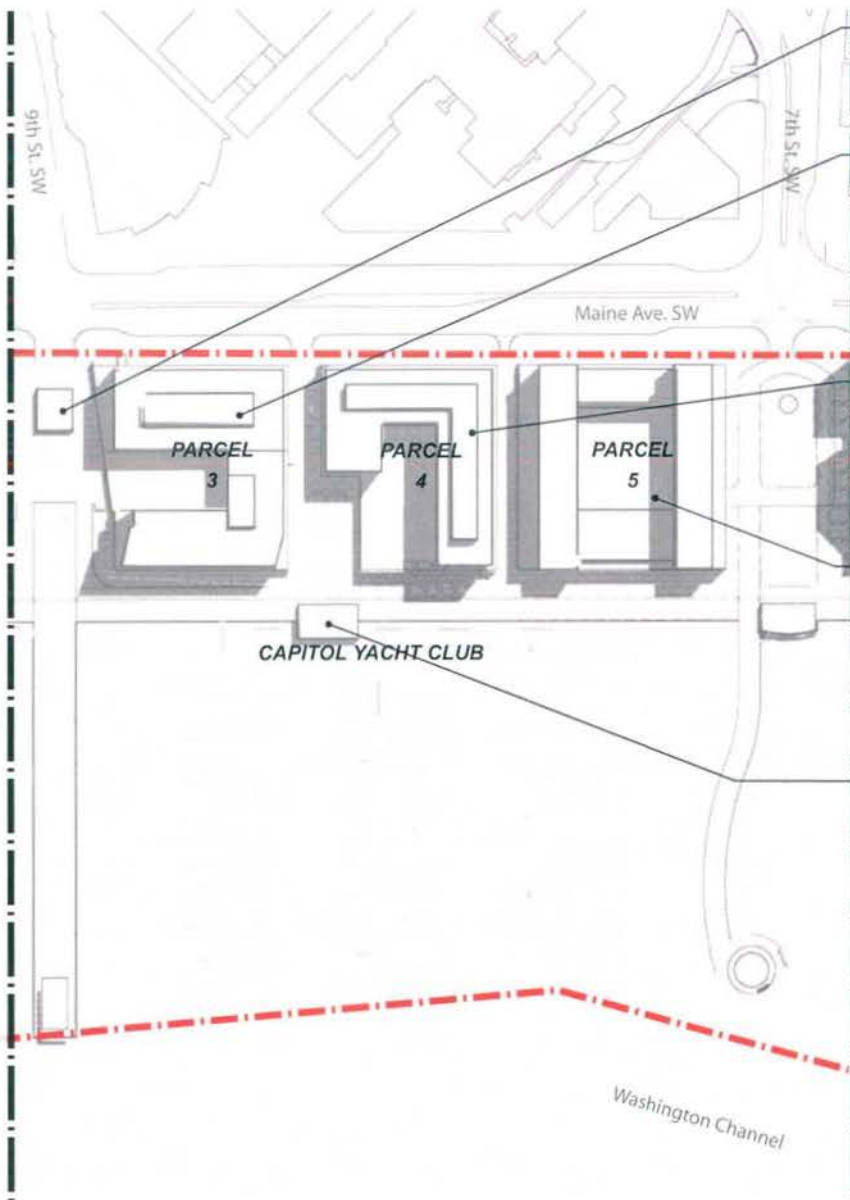 9th St. SW
7th St. SW
Maine Ave. SW
PARCEL
3
PARCEL
4
PARCEL
5
CAPITOL YACHT CLUB
Washington Channel